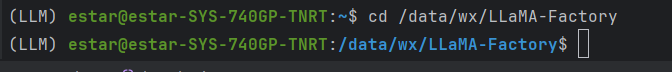 (LLM) estar@estar-SYS-740GP-TNRT:~$ cd /data/wx/LLaMA-Factory
(LLM) estar@estar-SYS-740GP-TNRT:/data/wx/LLaMA-Factory$